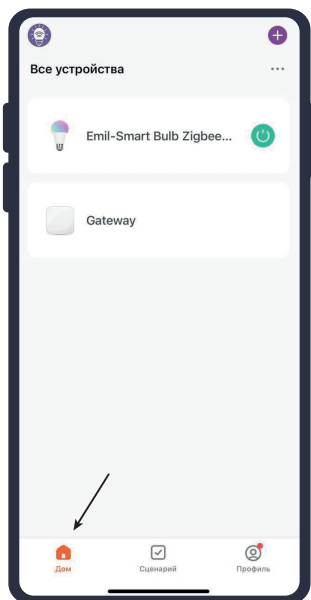 Все устройства
Emil-Smart Bulb Zigbee...
Gateway
Дом
Сценарий
Профиль